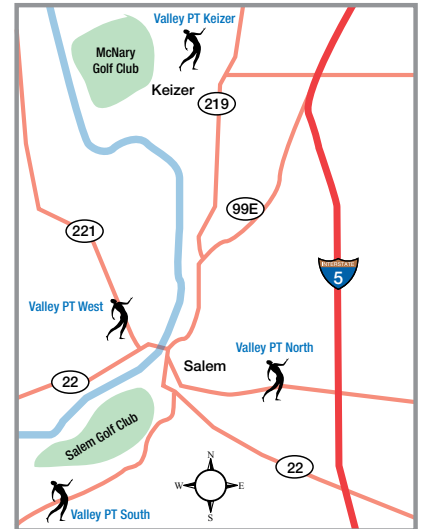 Valley PT Keizer
McNary
Golf Club
Keizer
219
99E
221
INTERSTATE
5
Valley PT West
Valley PT North
Salem
22
Salem Golf Club
22
N
W
E
S
Valley PT South